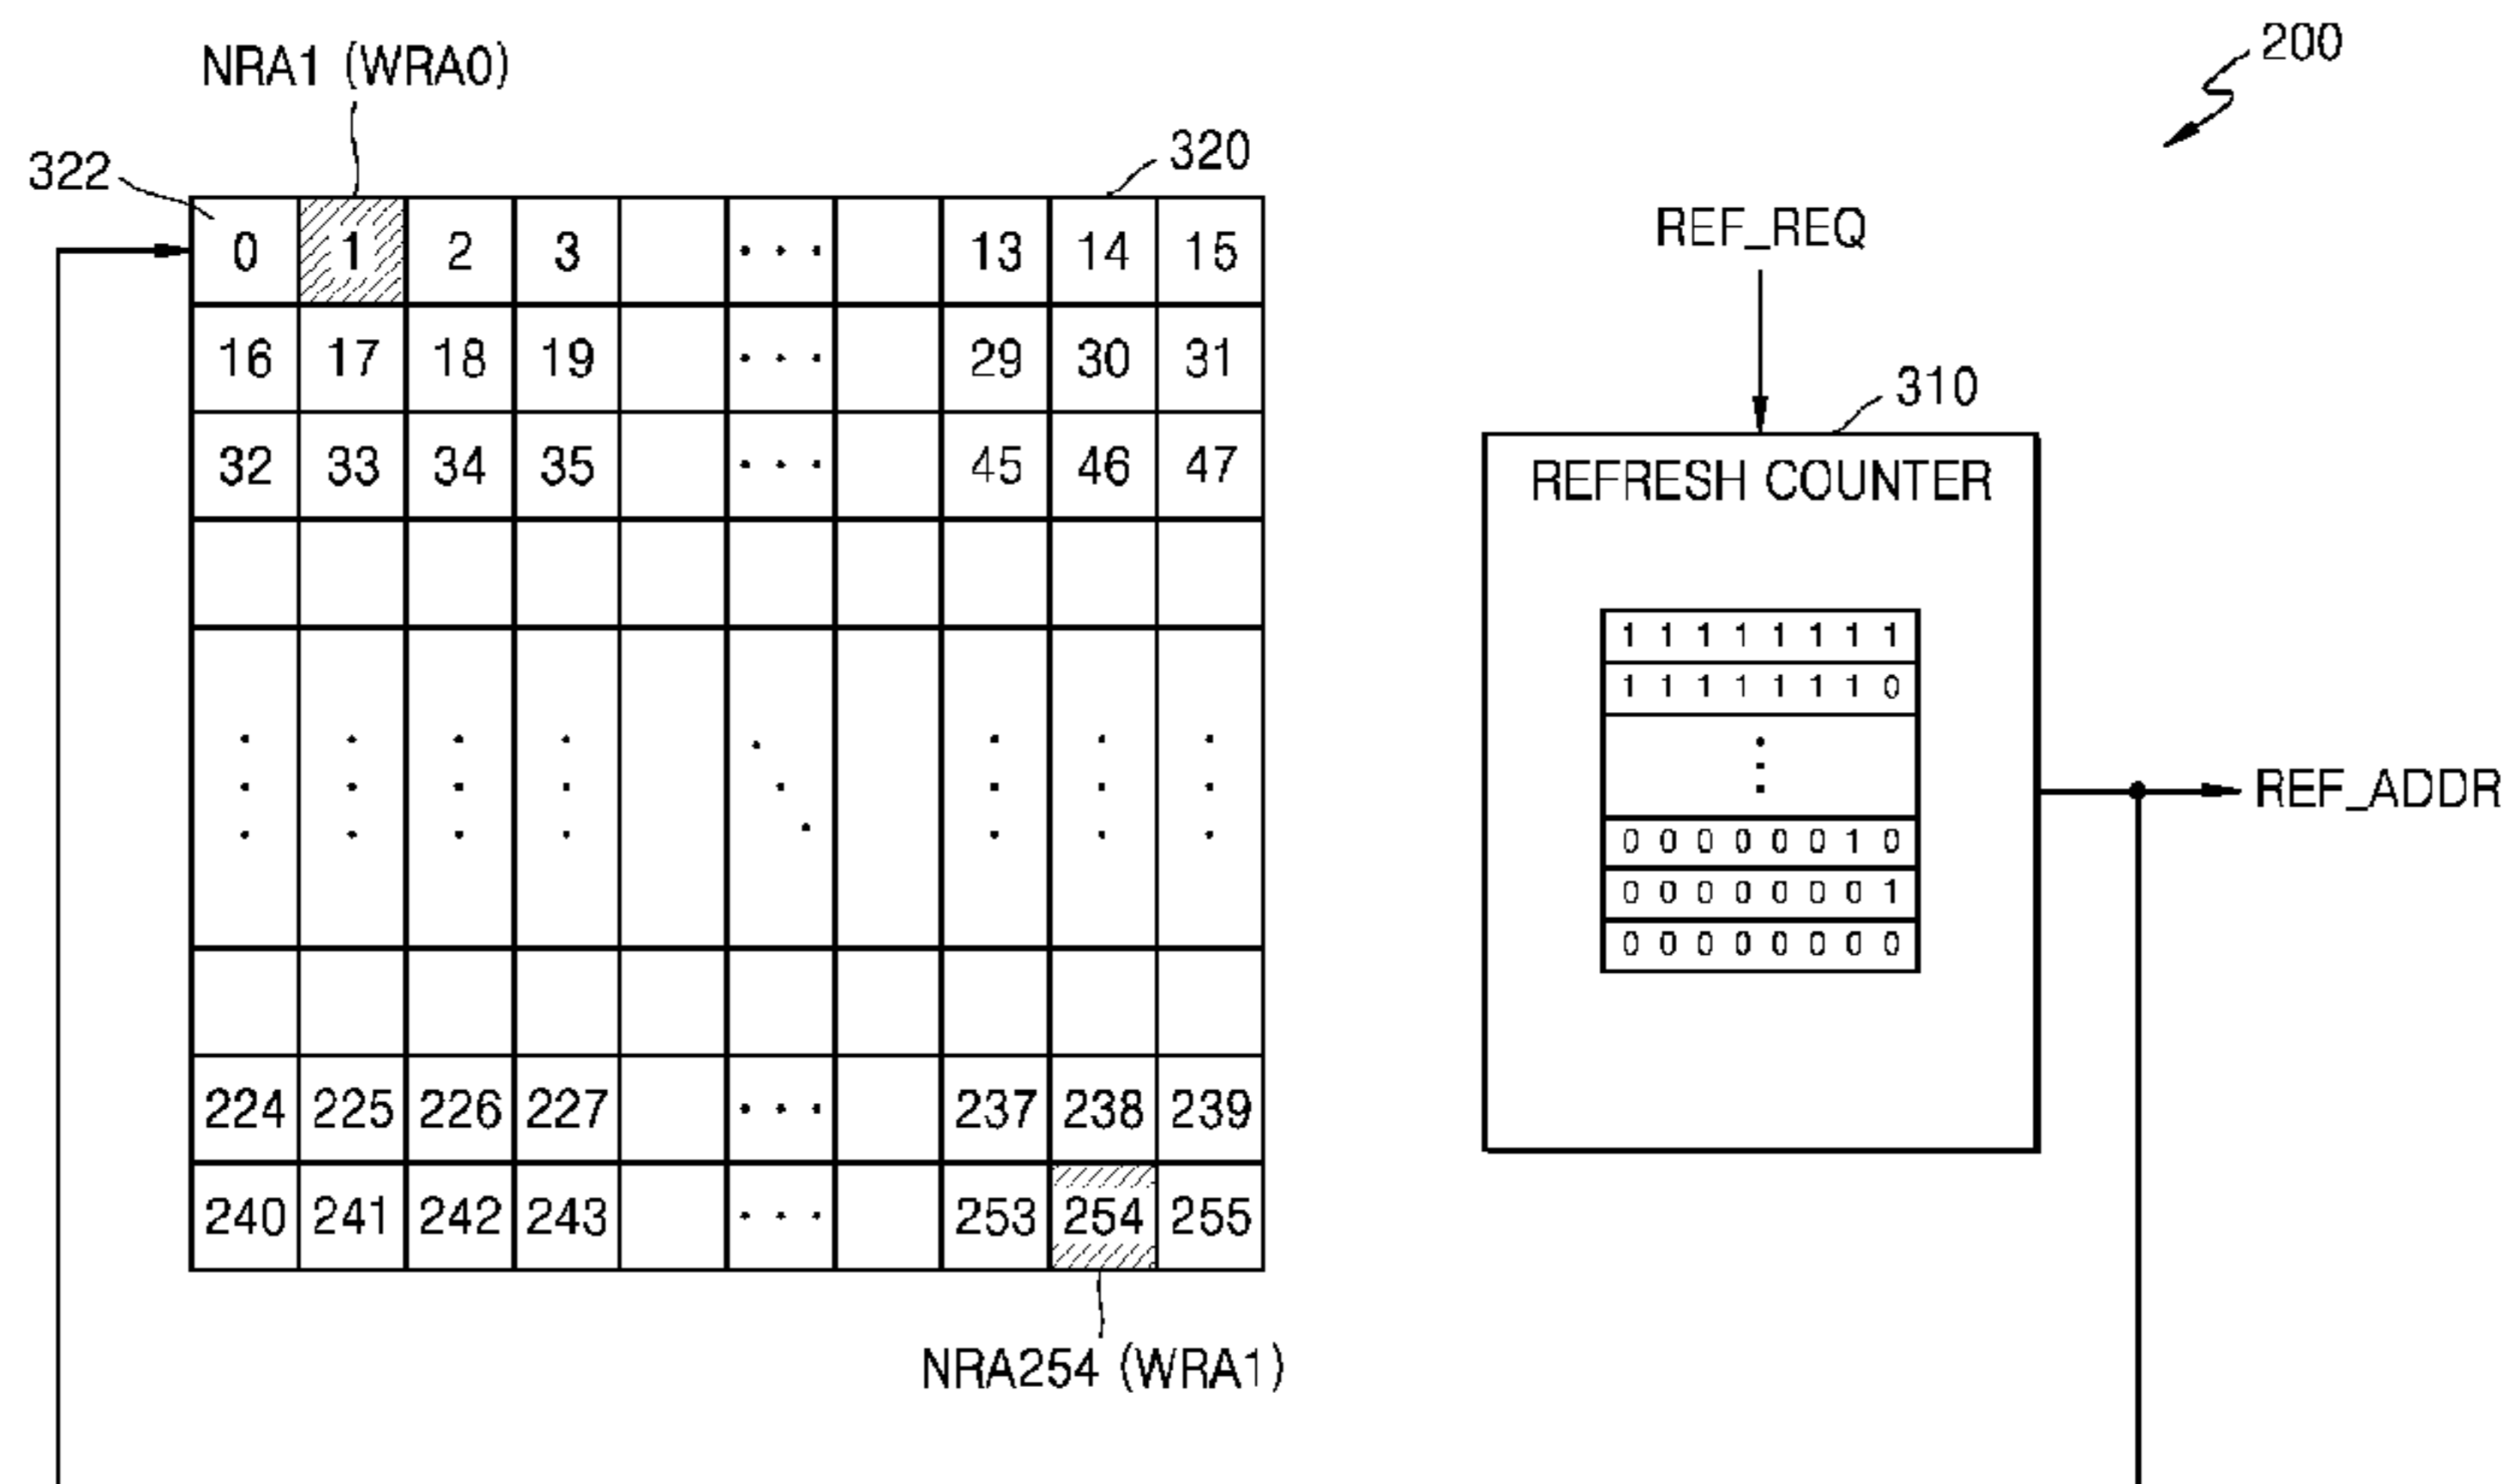 200
NRA1 (WRA0)
322
320
0 1 2 3 ··· 13 14 15
16 17 18 19 ··· 29 30 31
32 33 34 35 ··· 45 46 47
224 225 226 227 ··· 237 238 239
240 241 242 243 ··· 253 254 255
NRA254 (WRA1)
REF_REQ
310
REFRESH COUNTER
1 1 1 1 1 1 1 1
1 1 1 1 1 1 1 0
0 0 0 0 0 0 1 0
0 0 0 0 0 0 0 1
0 0 0 0 0 0 0 0
REF_ADDR